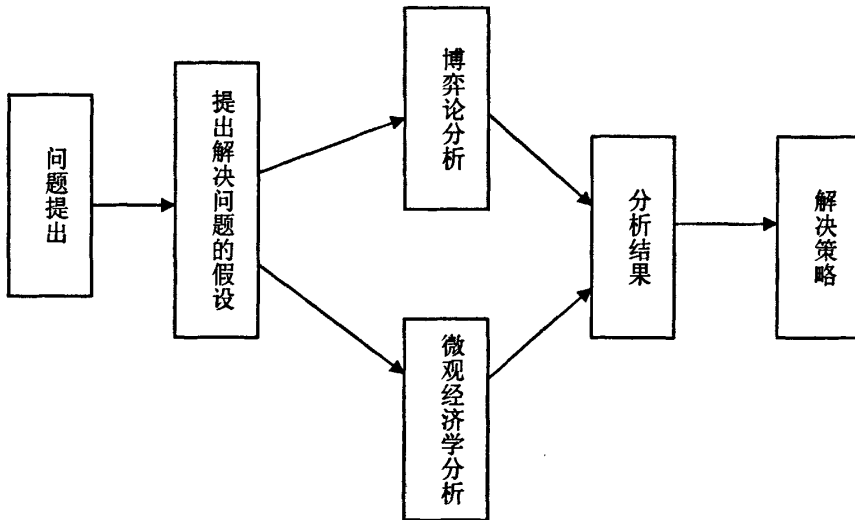 问题提出
提出解决问题的假设
博弈论分析
微观经济学分析
分析结果
解决策略